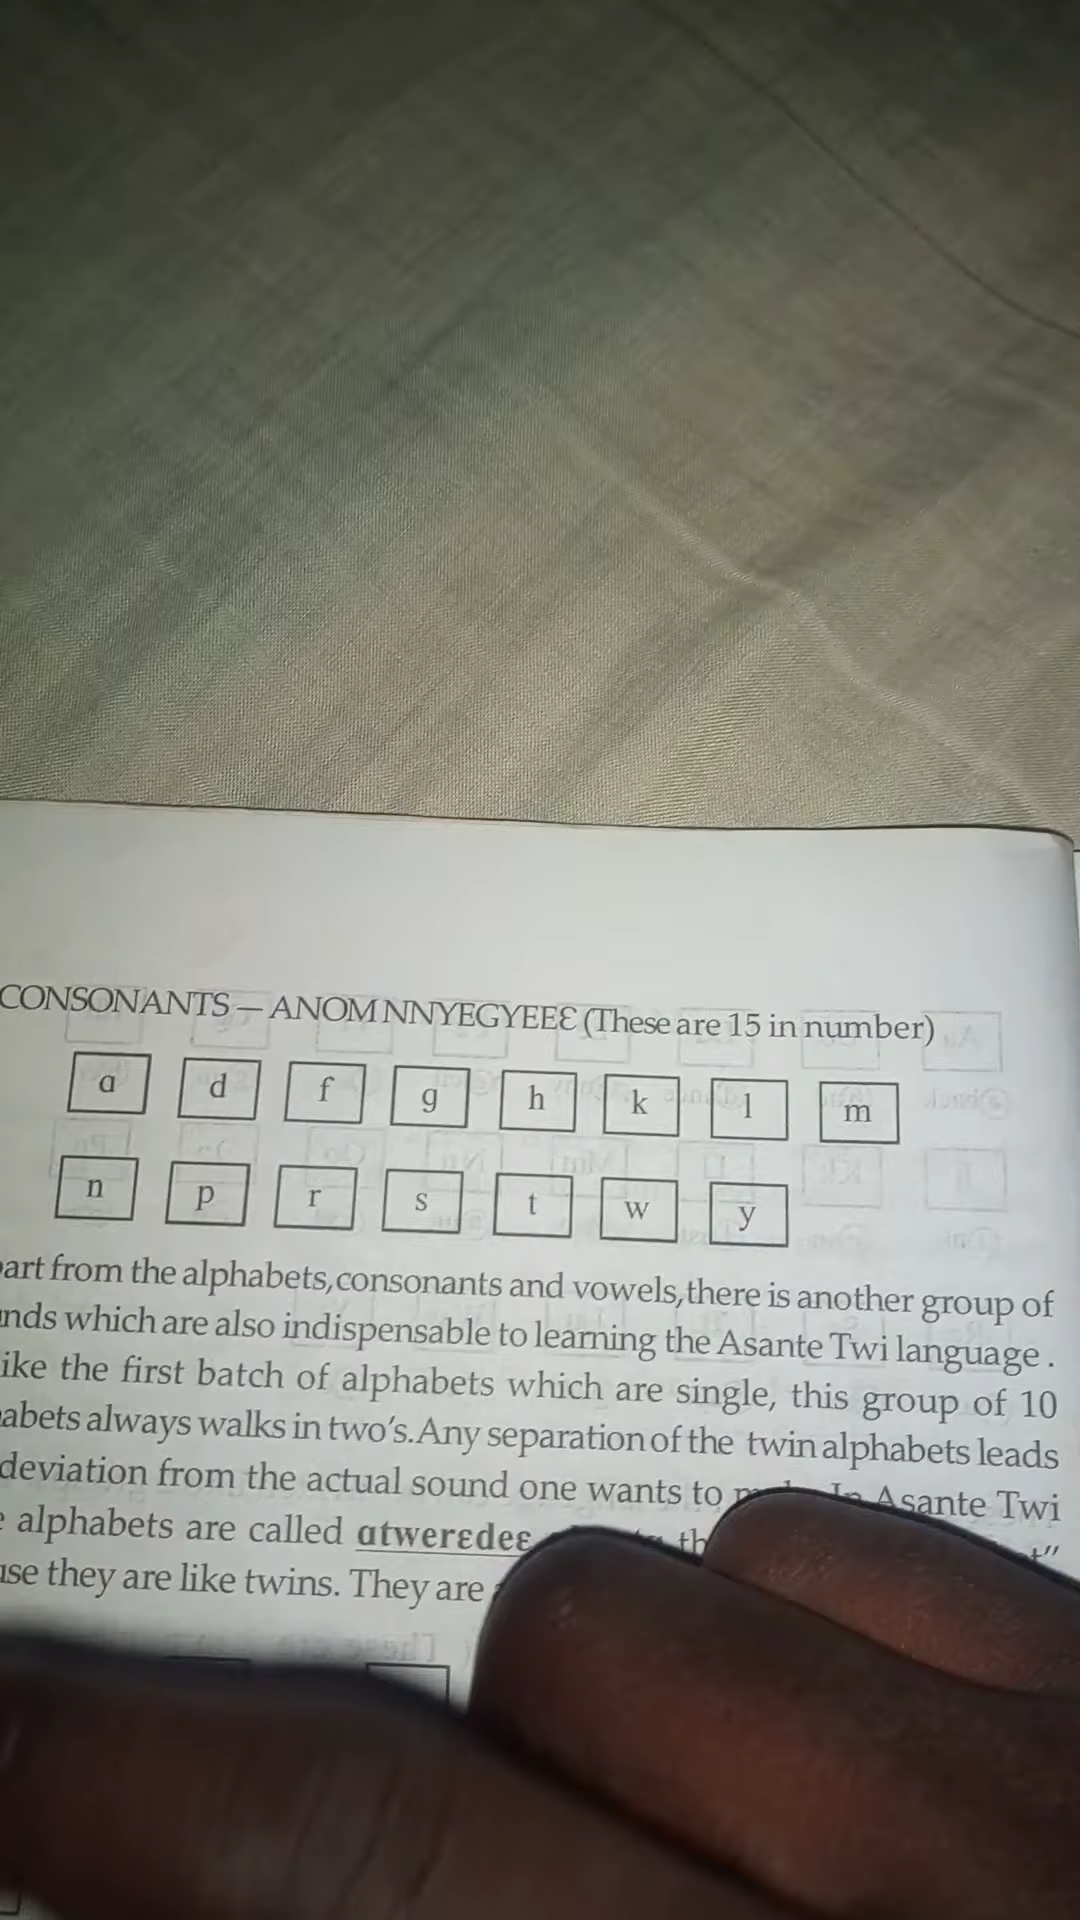 CONSONANTS – ANOM NNYEGYEEƐ (These are 15 in number)
a d f g h k l m
n p r s t w y
art from the alphabets, consonants and vowels, there is another group of
nds which are also indispensable to learning the Asante Twi language.
ike the first batch of alphabets which are single, this group of 10
abets always walks in two's. Any separation of the twin alphabets leads
deviation from the actual sound one wants to In Asante Twi
alphabets are called atwerɛdeɛ
use they are like twins. They are